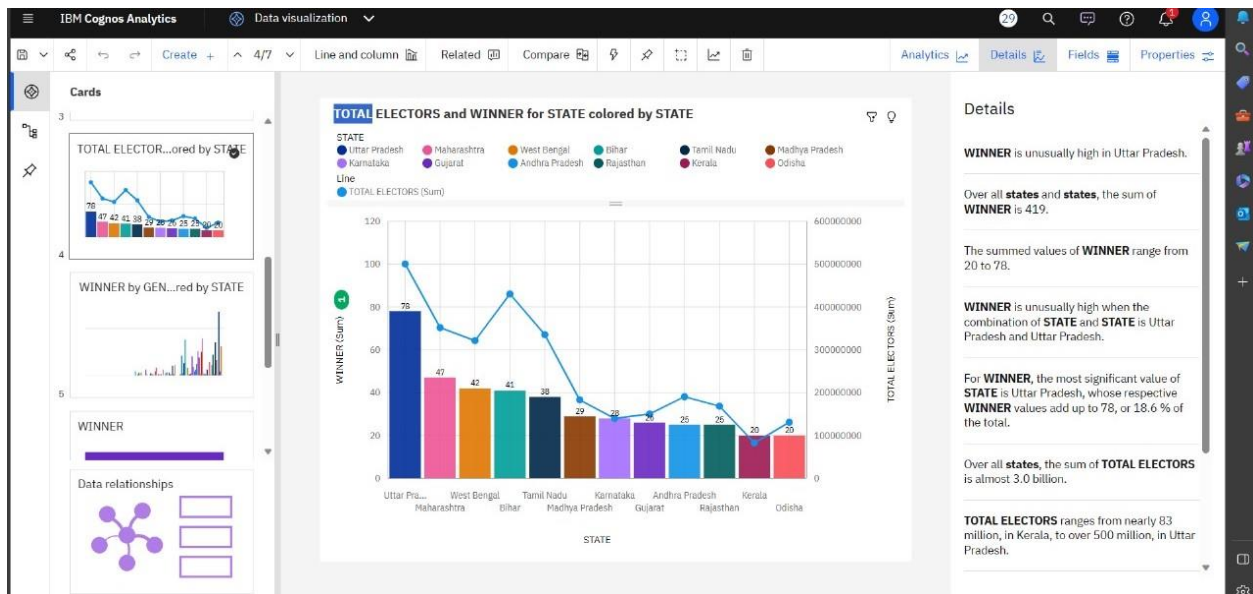 IBM Cognos Analytics
Data visualization
29
1
Create +
4/7
Line and column
Related
Compare
Analytics
Details
Fields
Properties
Cards
3
TOTAL ELECTOR...ored by STATE
78 47 42 41 38 29 28 26 25 25 20 20
4
WINNER by GEN...red by STATE
5
WINNER
Data relationships
TOTAL ELECTORS and WINNER for STATE colored by STATE
STATE
Uttar Pradesh Maharashtra West Bengal Bihar Tamil Nadu Madhya Pradesh
Karnataka Gujarat Andhra Pradesh Rajasthan Kerala Odisha
Line
TOTAL ELECTORS (Sum)
120 600000000
100 500000000
80 400000000
60 300000000
40 200000000
20 100000000
0 0
WINNER (Sum)
1
TOTAL ELECTORS (Sum)
78
47
42
41
38
29
28
26
25
25
20
20
Uttar Pra... West Bengal Tamil Nadu Karnataka Andhra Pradesh Kerala
Maharashtra Bihar Madhya Pradesh Gujarat Rajasthan Odisha
STATE
Details
WINNER is unusually high in Uttar Pradesh.
Over all states and states, the sum of
WINNER is 419.
The summed values of WINNER range from
20 to 78.
WINNER is unusually high when the
combination of STATE and STATE is Uttar
Pradesh and Uttar Pradesh.
For WINNER, the most significant value of
STATE is Uttar Pradesh, whose respective
WINNER values add up to 78, or 18.6 % of
the total.
Over all states, the sum of TOTAL ELECTORS
is almost 3.0 billion.
TOTAL ELECTORS ranges from nearly 83
million, in Kerala, to over 500 million, in Uttar
Pradesh.